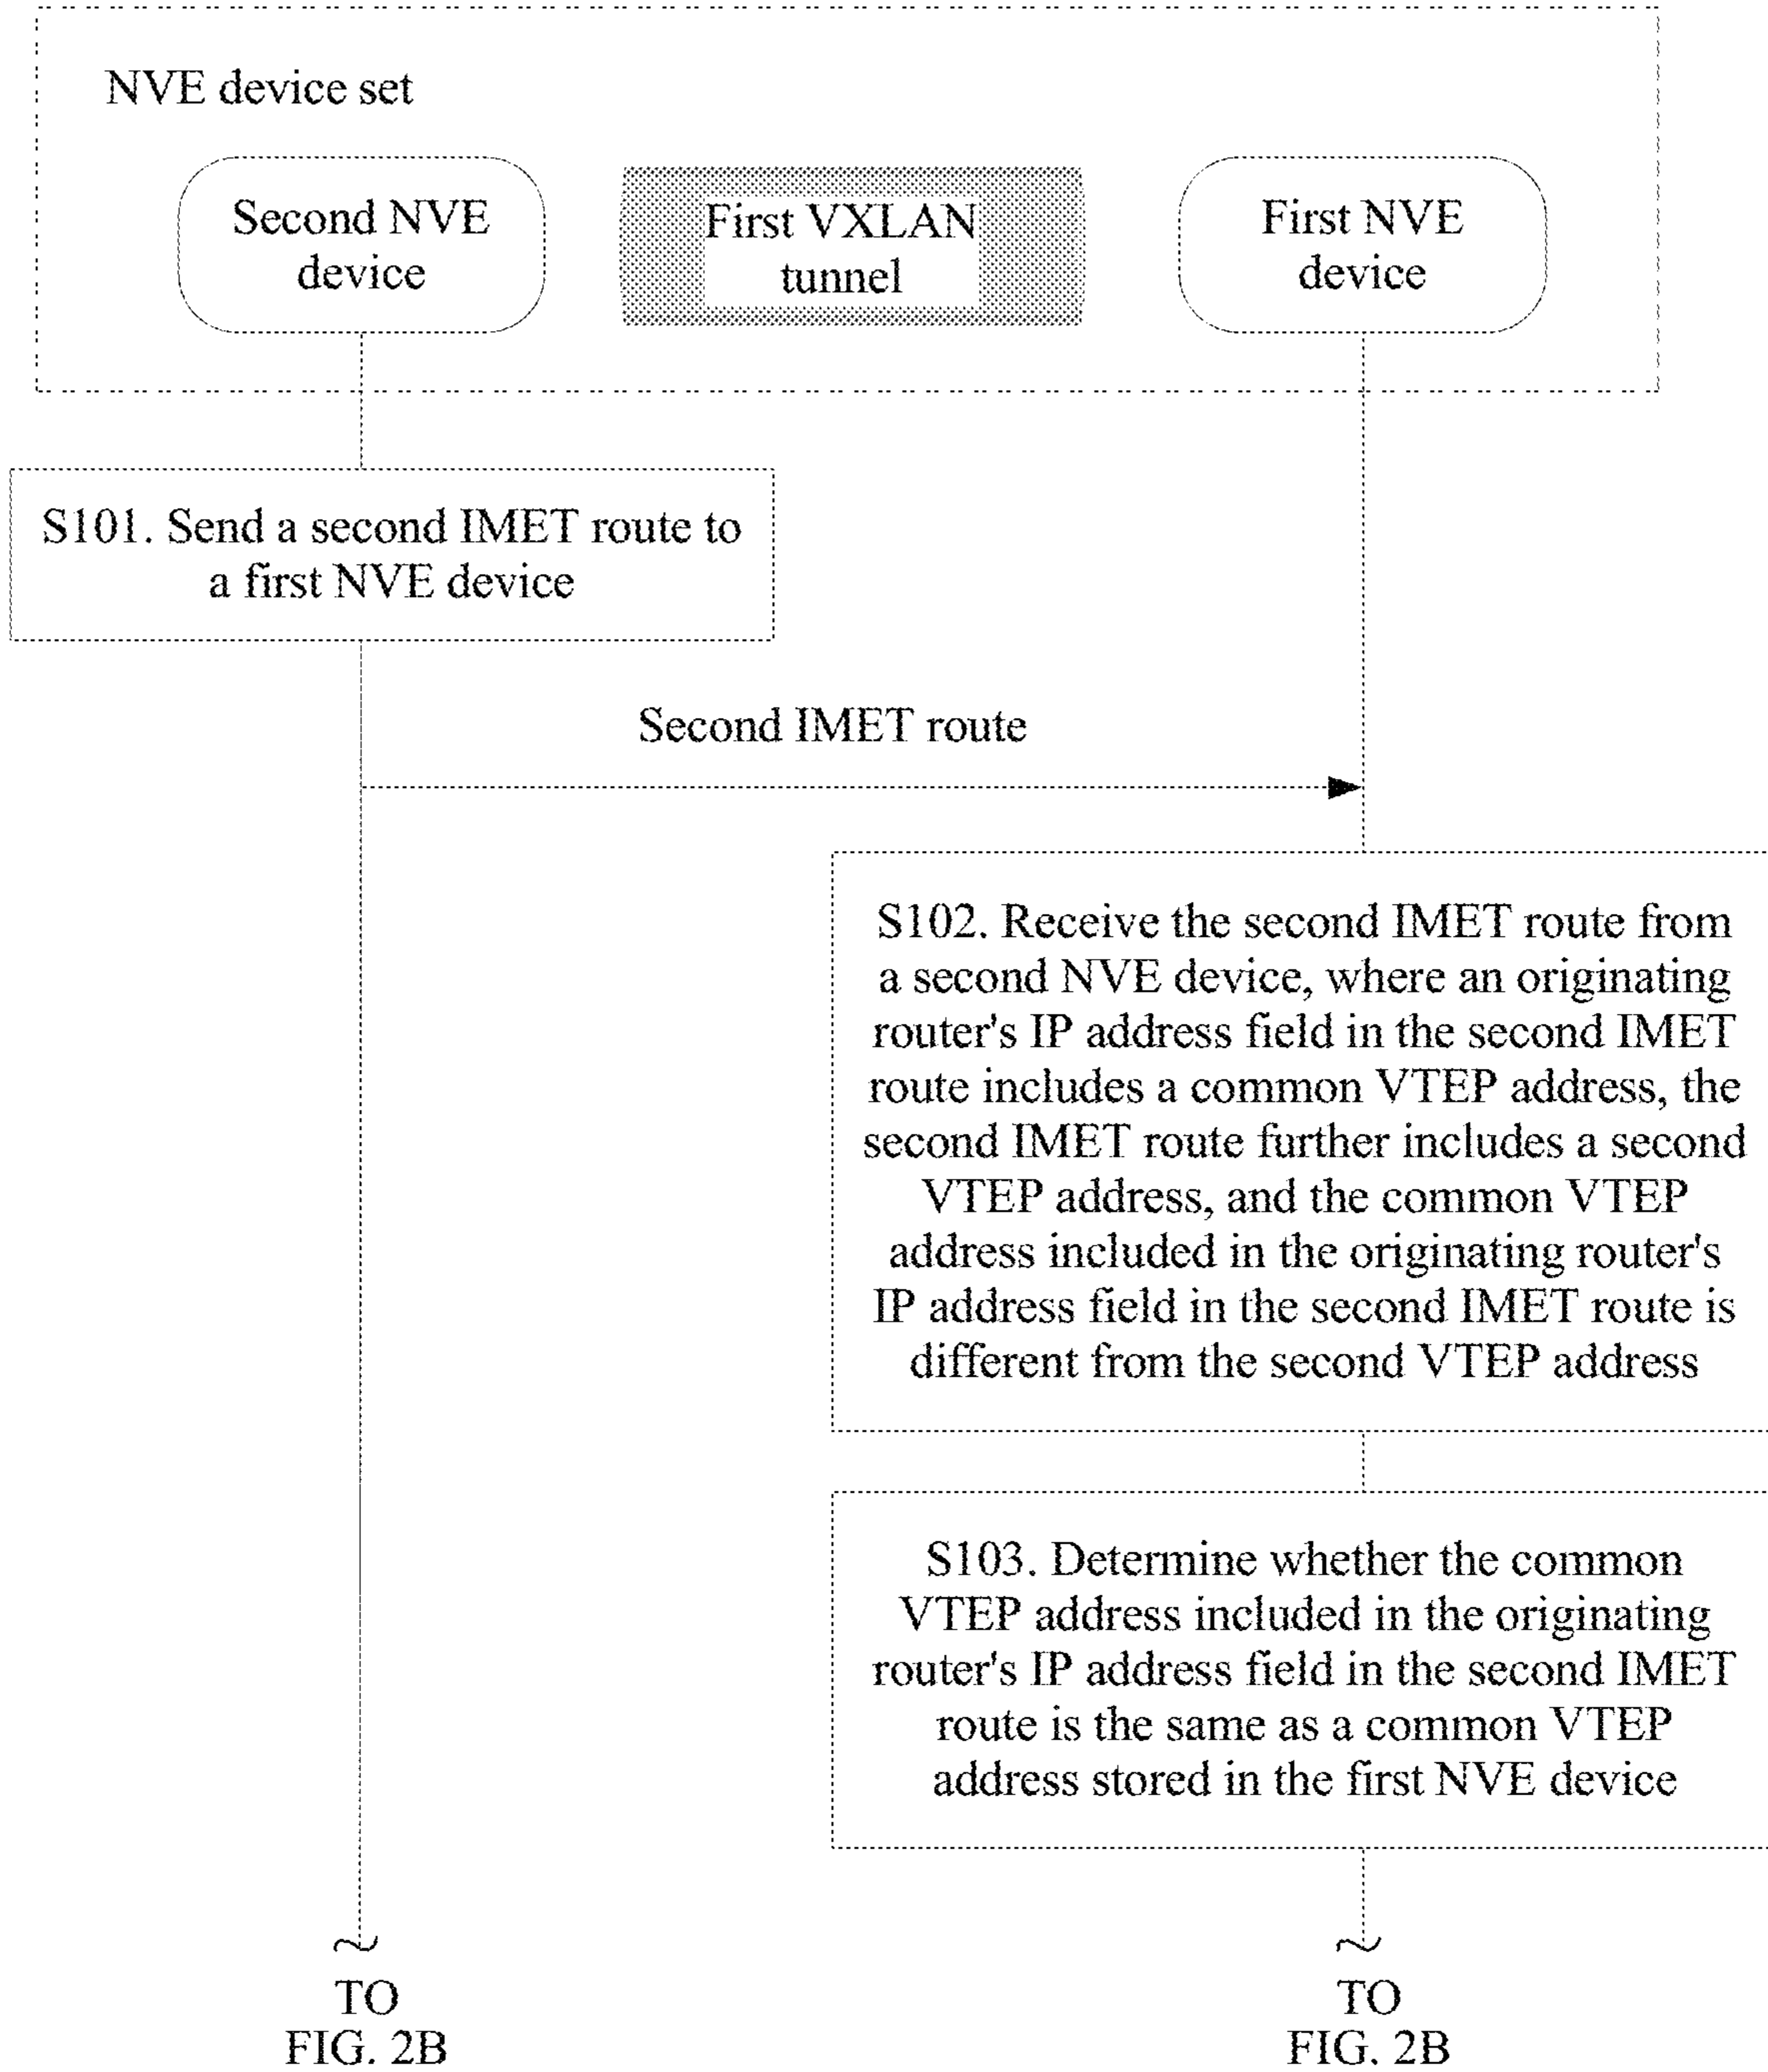 NVE device set
Second NVE
device
First VXLAN
tunnel
First NVE
device
S101. Send a second IMET route to
a first NVE device
Second IMET route
S102. Receive the second IMET route from
a second NVE device, where an originating
router's IP address field in the second IMET
route includes a common VTEP address, the
second IMET route further includes a second
VTEP address, and the common VTEP
address included in the originating router's
IP address field in the second IMET route is
different from the second VTEP address
S103. Determine whether the common
VTEP address included in the originating
router's IP address field in the second IMET
route is the same as a common VTEP
address stored in the first NVE device
TO
FIG. 2B
TO
FIG. 2B